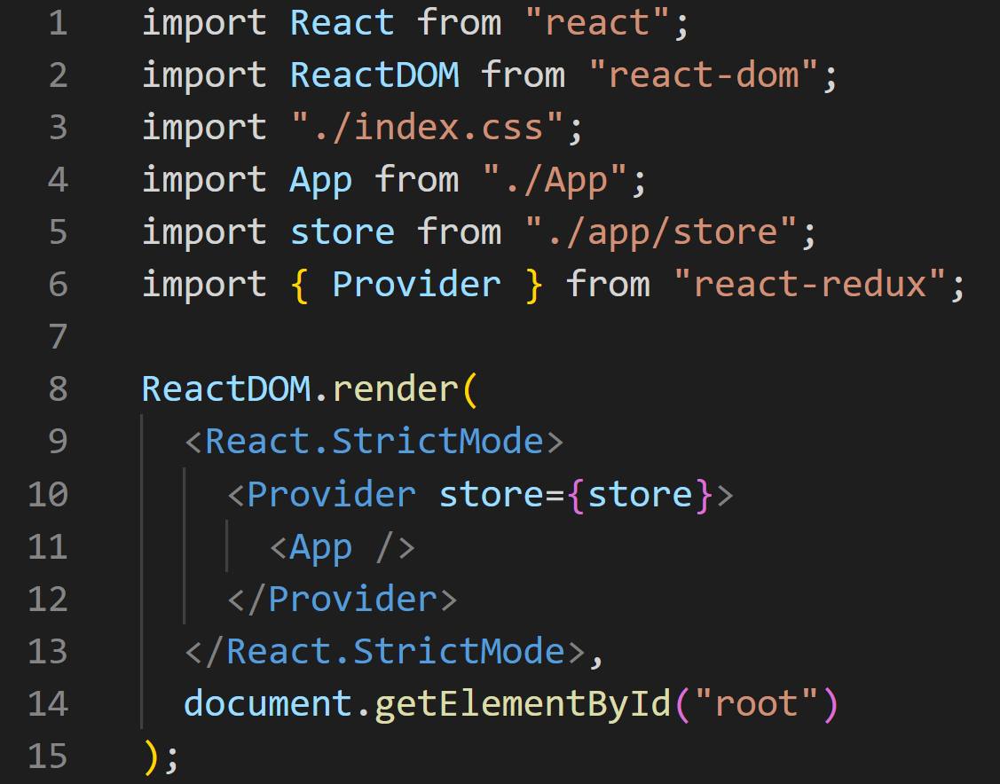 1 import React from "react";
2 import ReactDOM from "react-dom";
3 import "./index.css";
4 import App from "./App";
5 import store from "./app/store";
6 import { Provider } from "react-redux";
7
8 ReactDOM.render(
9   <React.StrictMode>
10     <Provider store={store}>
11       <App />
12     </Provider>
13   </React.StrictMode>,
14   document.getElementById("root")
15 );